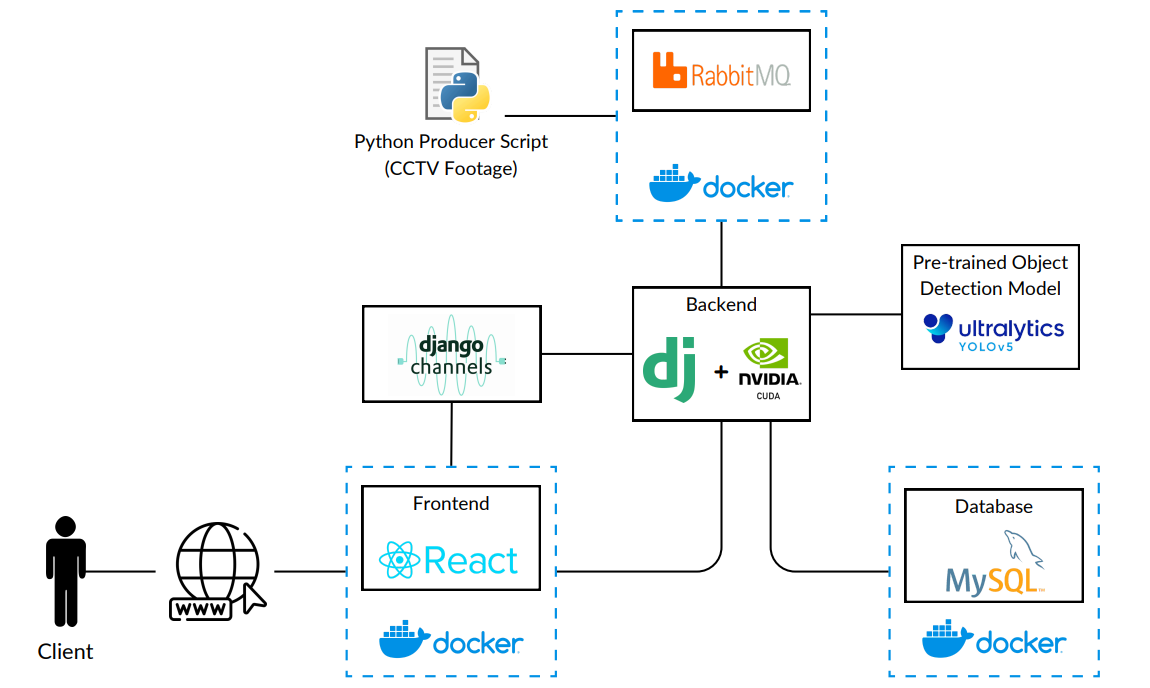 RabbitMQ
Python Producer Script
(CCTV Footage)
docker
Pre-trained Object
Detection Model
ultralytics
YOLOv5
Backend
dj + NVIDIA.
CUDA
django
channels
Frontend
React
docker
Database
MySQL™
docker
WWW
Client